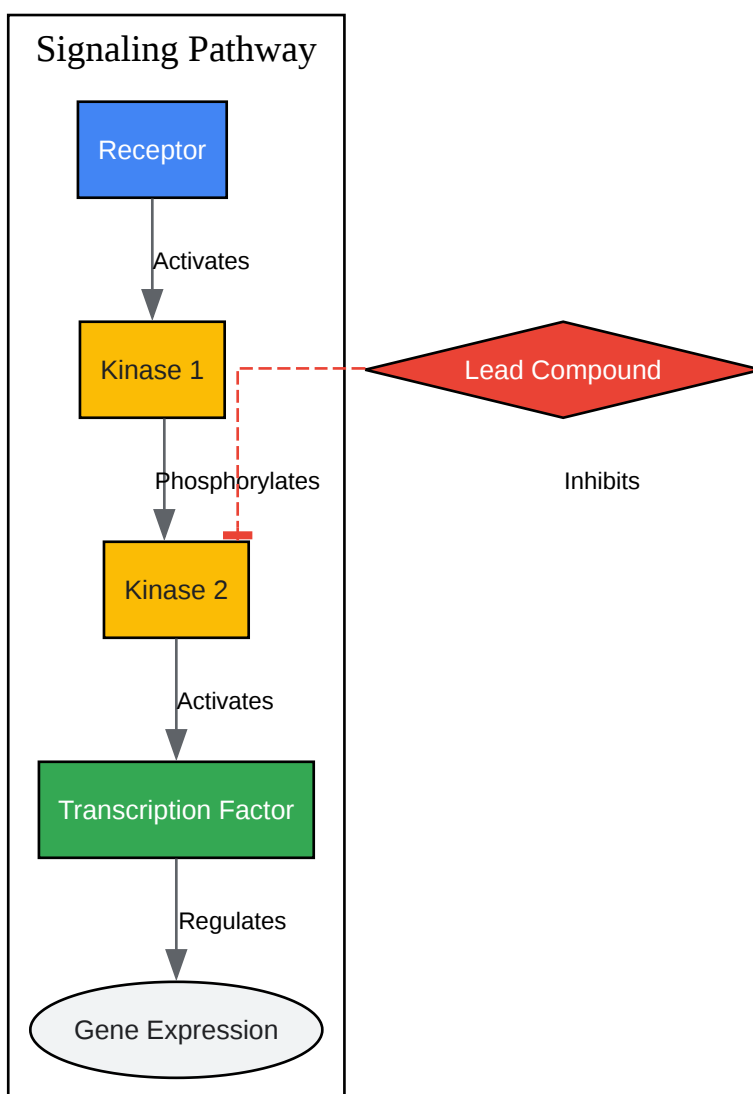 Signaling Pathway
Receptor
Activates
Kinase 1
Lead Compound
Phosphorylates
Inhibits
Kinase 2
Activates
Transcription Factor
Regulates
Gene Expression